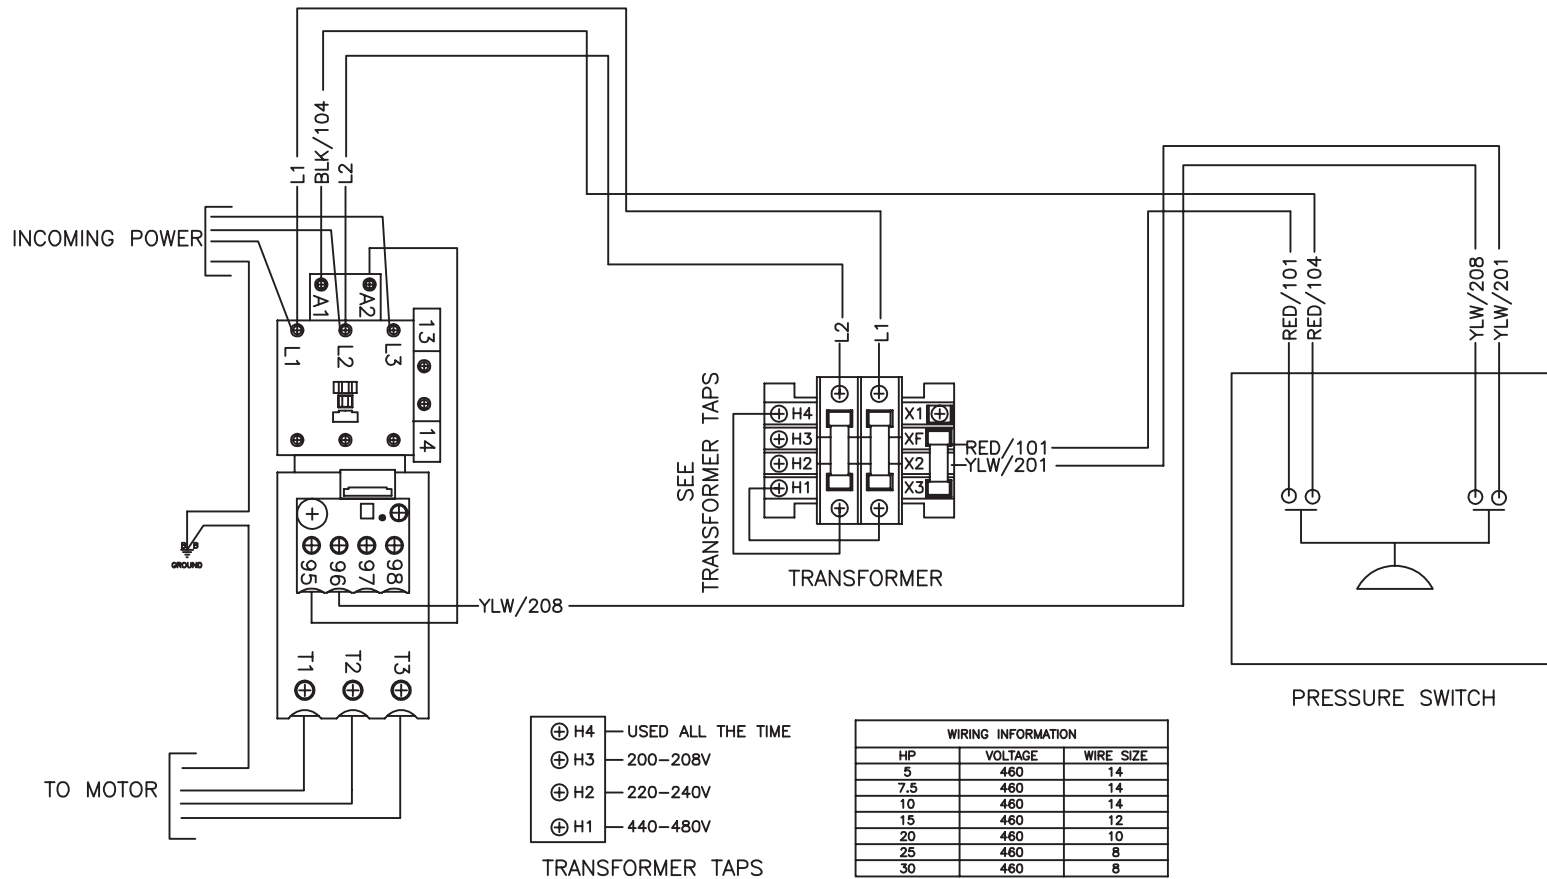 L1
BLK/104
L2
INCOMING POWER
A1
A2
L1
L2
L3
13
14
95
96
97
98
T1
T2
T3
GROUND
TO MOTOR
YLW/208
L2
L1
SEE
TRANSFORMER TAPS
H4
H3
H2
H1
X1
XF
X2
X3
RED/101
YLW/201
TRANSFORMER
RED/101
RED/104
YLW/208
YLW/201
PRESSURE SWITCH
H4 USED ALL THE TIME
H3 200-208V
H2 220-240V
H1 440-480V
TRANSFORMER TAPS
WIRING INFORMATION
HP VOLTAGE WIRE SIZE
5 460 14
7.5 460 14
10 460 14
15 460 12
20 460 10
25 460 8
30 460 8